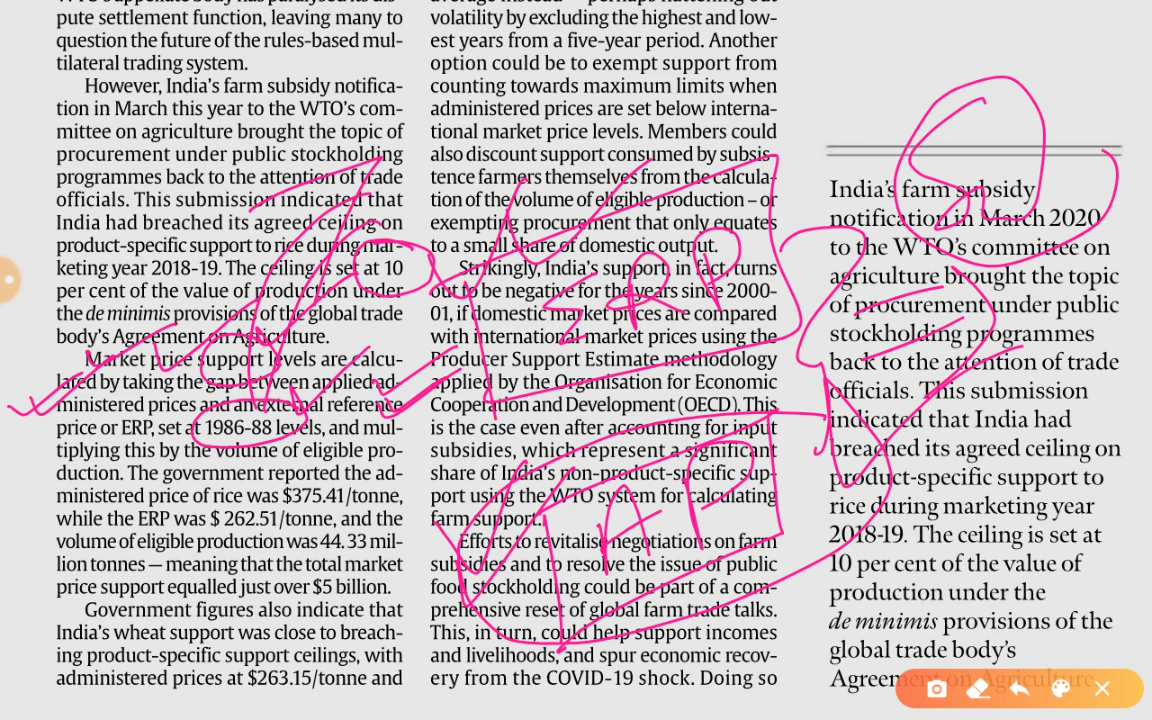 pute settlement function, leaving many to
question the future of the rules-based mul-
tilateral trading system.
However, India's farm subsidy notifica-
tion in March this year to the WTO's com-
mittee on agriculture brought the topic of
procurement under public stockholding
programmes back to the attention of trade
officials. This submission indicated that
India had breached its agreed ceiling on
product-specific support to rice during mar-
keting year 2018-19. The ceiling is set at 10
per cent of the value of production under
the de minimis provisions of the global trade
body's Agreement on Agriculture.
Market price support levels are calcu-
lated by taking the gap between applied ad-
ministered prices and an external reference
price or ERP, set at 1986-88 levels, and mul-
tiplying this by the volume of eligible pro-
duction. The government reported the ad-
ministered price of rice was $375.41/tonne,
while the ERP was $ 262.51/tonne, and the
volume of eligible production was 44.33 mil-
lion tonnes — meaning that the total market
price support equalled just over $5 billion.
Government figures also indicate that
India's wheat support was close to breach-
ing product-specific support ceilings, with
administered prices at $263.15/tonne and
volatility by excluding the highest and low-
est years from a five-year period. Another
option could be to exempt support from
counting towards maximum limits when
administered prices are set below interna-
tional market price levels. Members could
also discount support consumed by subsis-
tence farmers themselves from the calcula-
tion of the volume of eligible production – or
exempting procurement that only equates
to a small share of domestic output.
Strikingly, India's support, in fact, turns
out to be negative for the years since 2000-
01, if domestic market prices are compared
with international market prices using the
Producer Support Estimate methodology
applied by the Organisation for Economic
Cooperation and Development (OECD). This
is the case even after accounting for input
subsidies, which represent a significant
share of India's non-product-specific sup-
port using the WTO system for calculating
farm support.
Efforts to revitalise negotiations on farm
subsidies and to resolve the issue of public
food stockholding could be part of a com-
prehensive reset of global farm trade talks.
This, in turn, could help support incomes
and livelihoods, and spur economic recov-
ery from the COVID-19 shock. Doing so
India's farm subsidy
notification in March 2020
to the WTO's committee on
agriculture brought the topic
of procurement under public
stockholding programmes
back to the attention of trade
officials. This submission
indicated that India had
breached its agreed ceiling on
product-specific support to
rice during marketing year
2018-19. The ceiling is set at
10 per cent of the value of
production under the
de minimis provisions of the
global trade body's
Agreement on Agriculture